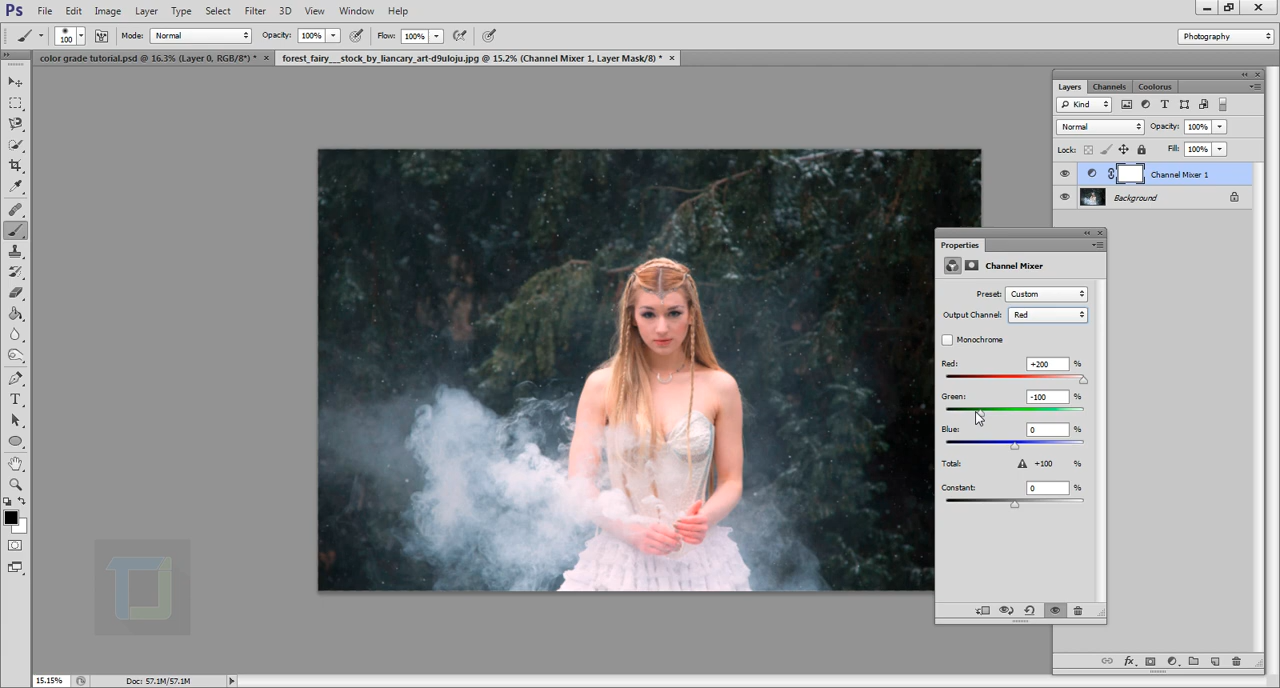 Ps File Edit Image Layer Type Select Filter 3D View Window Help
100 Mode: Normal Opacity: 100% Flow: 100% Photography
color grade tutorial.psd @ 16.3% (Layer 0, RGB/8*) * × forest_fairy___stock_by_liancary_art-d9uloju.jpg @ 15.2% (Channel Mixer 1, Layer Mask/8) * ×
Layers Channels Coolorus
Kind
Normal Opacity: 100%
Lock: Fill: 100%
Channel Mixer 1
Background
Properties
Channel Mixer
Preset: Custom
Output Channel: Red
Monochrome
Red: +200 %
Green: -100 %
Blue: 0 %
Total: +100 %
Constant: 0 %
15.15% Doc: 57.1M/57.1M